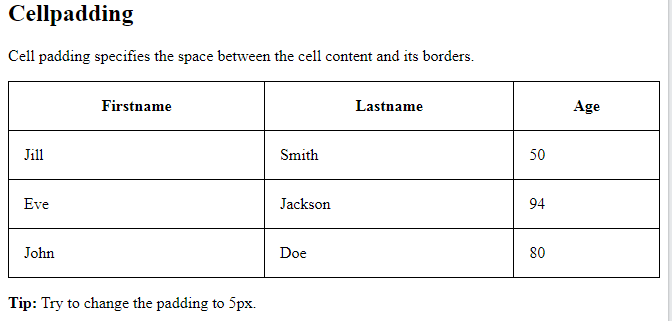 Cellpadding
Cell padding specifies the space between the cell content and its borders.
Firstname Lastname Age
Jill Smith 50
Eve Jackson 94
John Doe 80
Tip: Try to change the padding to 5px.